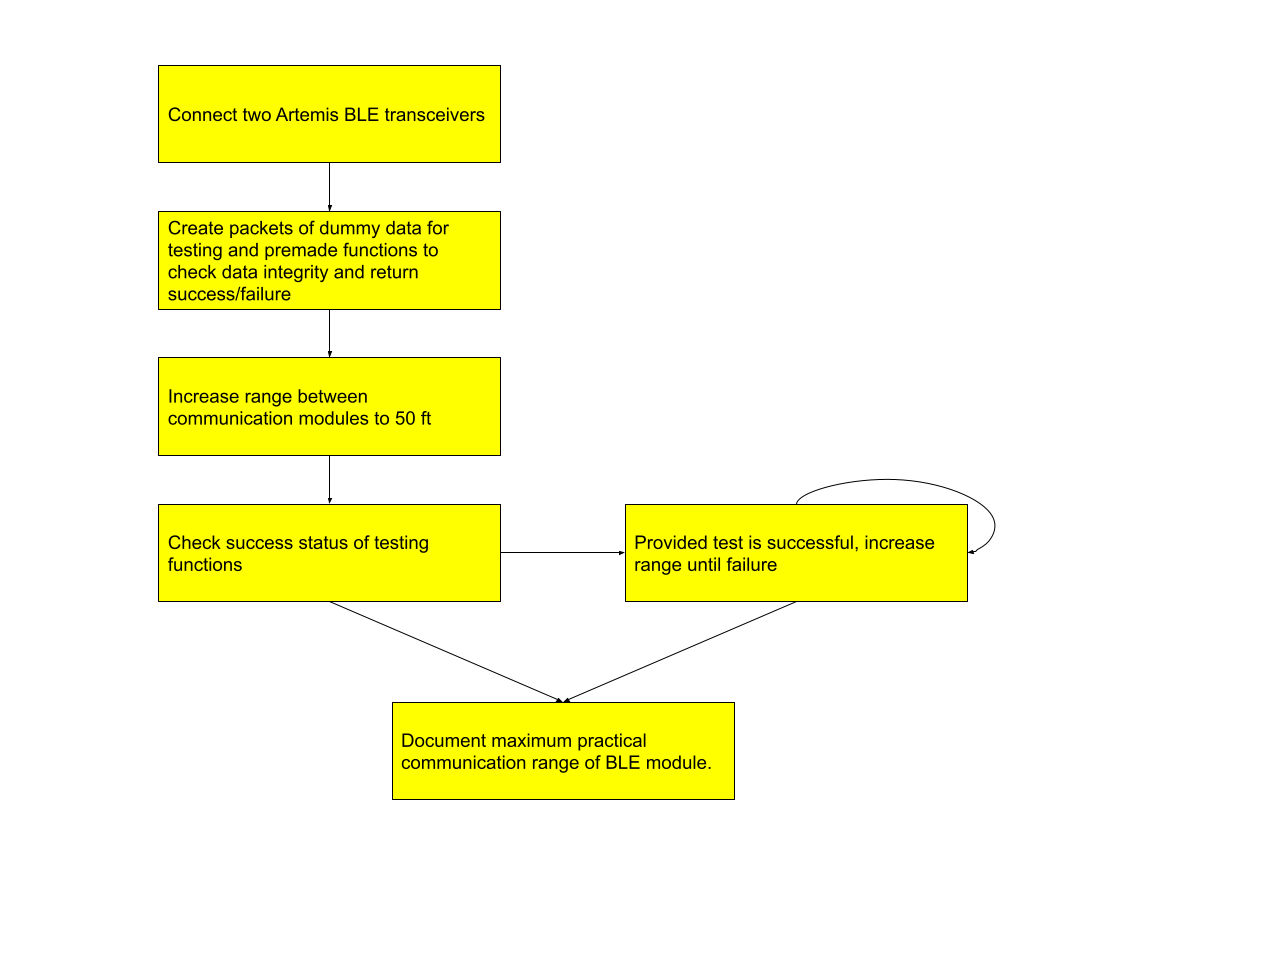 Connect two Artemis BLE transceivers
Create packets of dummy data for
testing and premade functions to
check data integrity and return
success/failure
Increase range between
communication modules to 50 ft
Check success status of testing
functions
Provided test is successful, increase
range until failure
Document maximum practical
communication range of BLE module.